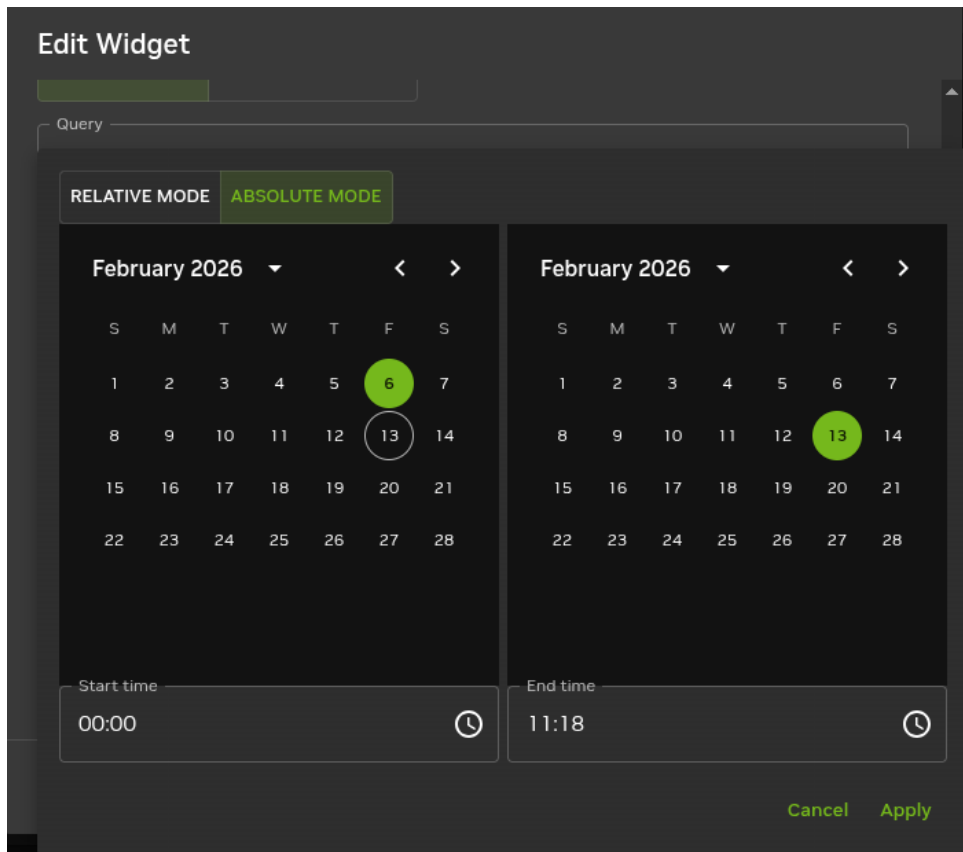 Edit Widget
Query
RELATIVE MODE ABSOLUTE MODE
February 2026
S M T W T F S
1 2 3 4 5 6 7
8 9 10 11 12 13 14
15 16 17 18 19 20 21
22 23 24 25 26 27 28
Start time
00:00
February 2026
S M T W T F S
1 2 3 4 5 6 7
8 9 10 11 12 13 14
15 16 17 18 19 20 21
22 23 24 25 26 27 28
End time
11:18
Cancel Apply